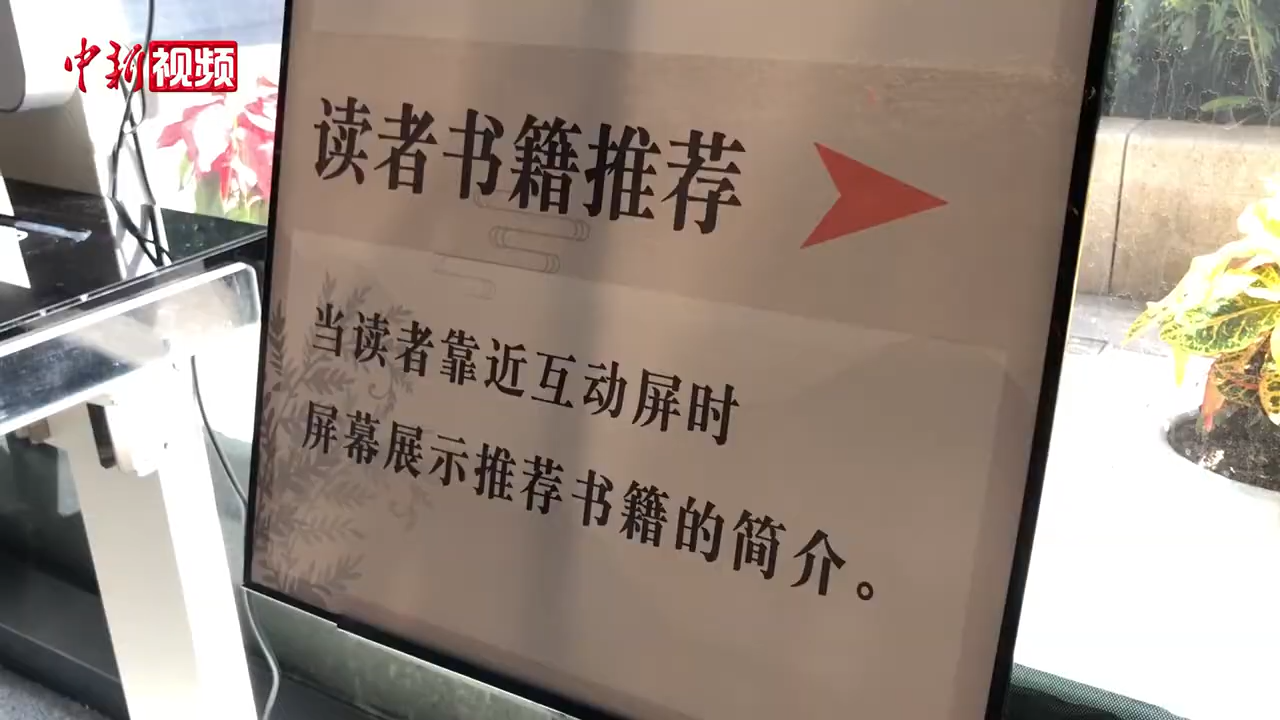 中新视频
读者书籍推荐
当读者靠近互动屏时
屏幕展示推荐书籍的简介。